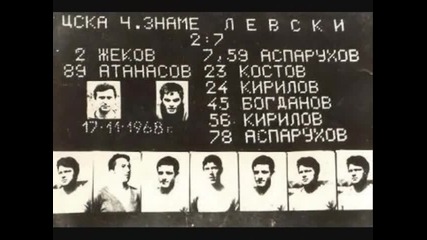 ЦСКА Ч.ЗНАМЕ ЛЕВСКИ
2:7
2 ЖЕКОВ 7,59 АСПАРУХОВ
89 АТАНАСОВ 23 КОСТОВ
24 КИРИЛОВ
45 БОГДАНОВ
17·11·1968г. 56 КИРИЛОВ
78 АСПАРУХОВ